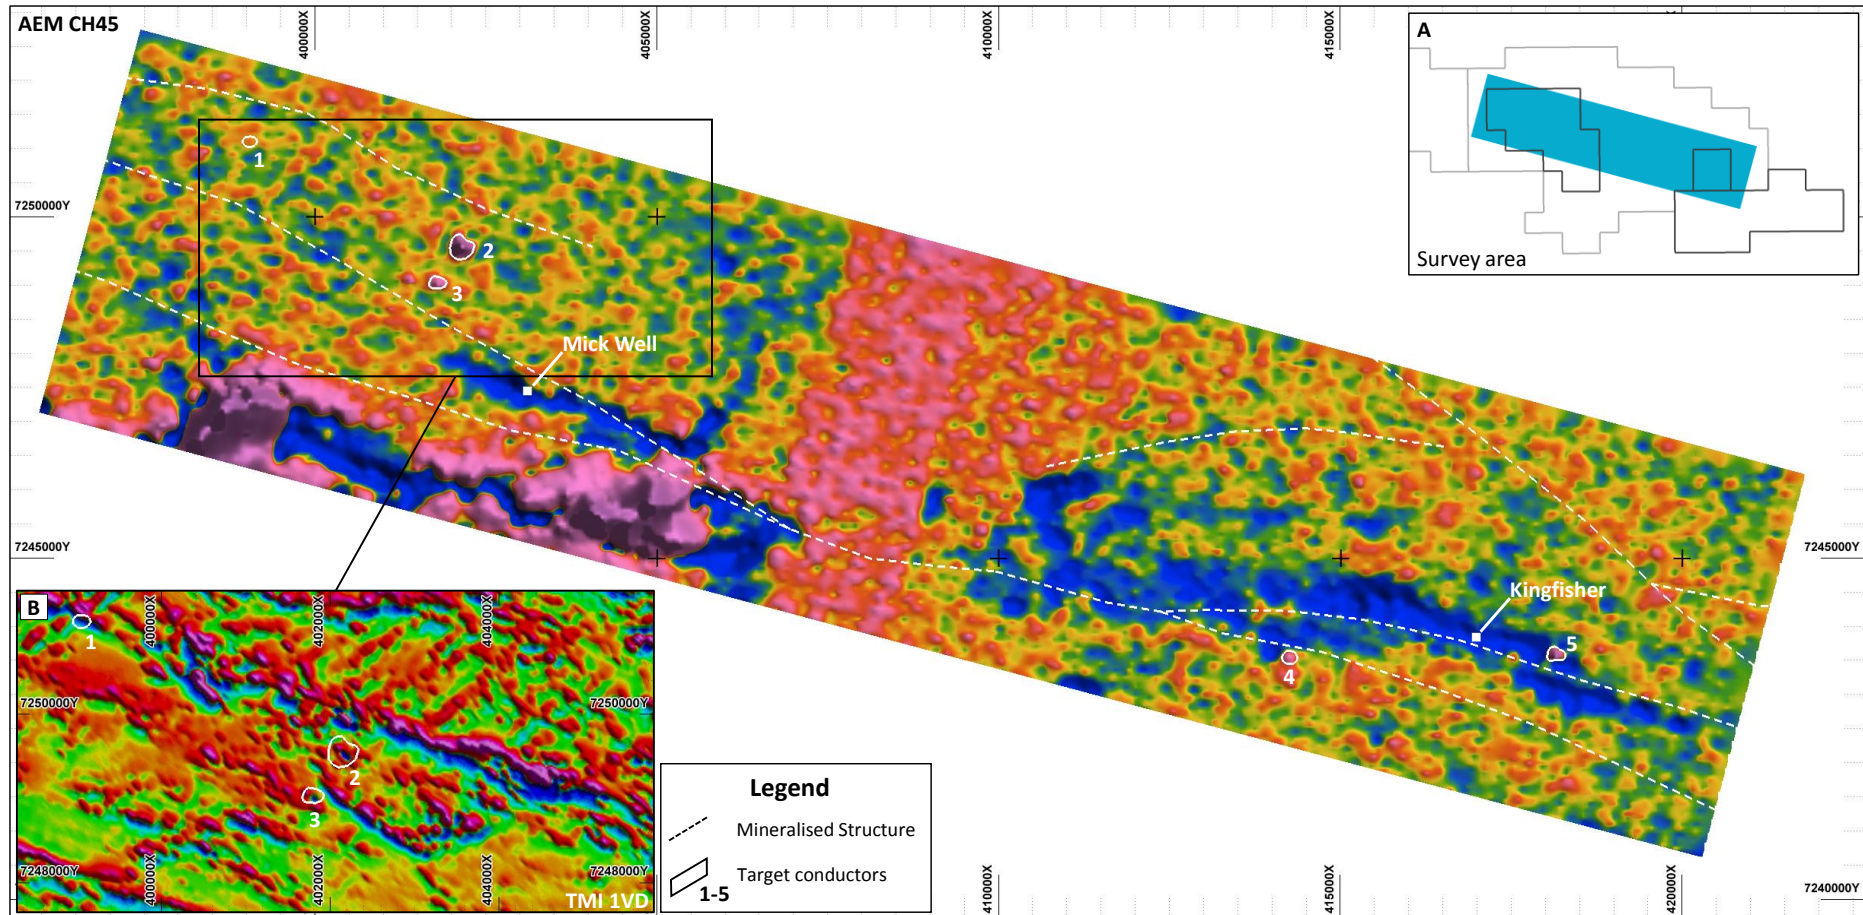 AEM CH45
400000X
405000X
410000X
415000X
X
A
Survey area
1
7250000Y
2
3
Mick Well
7245000Y
7245000Y
Kingfisher
5
4
B
400000X
402000X
404000X
1
7250000Y
7250000Y
2
3
7248000Y
7248000Y
400000X
402000X
404000X
TMI 1VD
Legend
Mineralised Structure
Target conductors
1-5
410000X
415000X
420000X
7240000Y